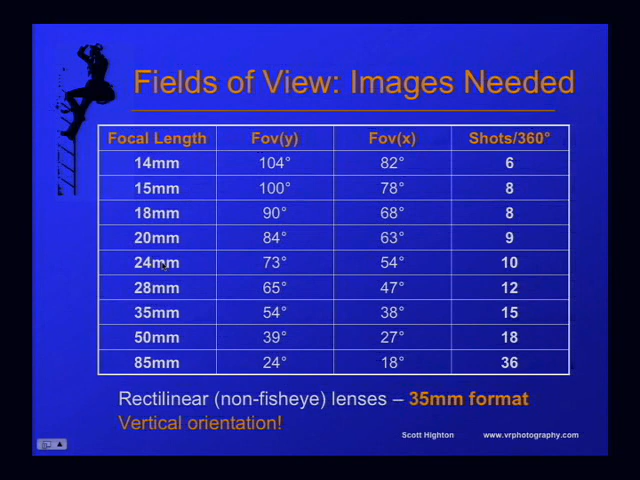 Fields of View: Images Needed
Focal Length Fov(y) Fov(x) Shots/360°
14mm 104° 82° 6
15mm 100° 78° 8
18mm 90° 68° 8
20mm 84° 63° 9
24mm 73° 54° 10
28mm 65° 47° 12
35mm 54° 38° 15
50mm 39° 27° 18
85mm 24° 18° 36
Rectilinear (non-fisheye) lenses – 35mm format
Vertical orientation!
Scott Highton www.vrphotography.com